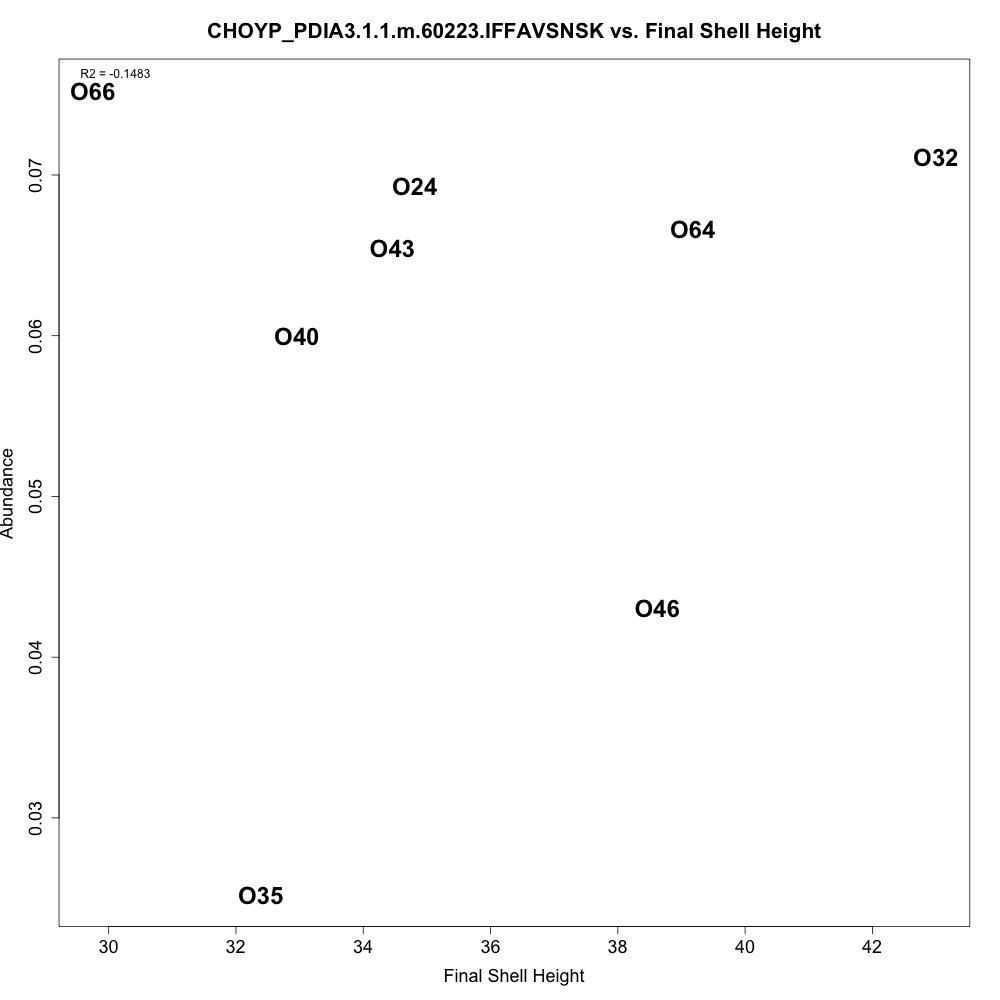 CHOYP_PDIA3.1.1.m.60223.IFFAVSNSK vs. Final Shell Height
R2 = -0.1483
O66
O32
O24
O64
O43
O40
O46
O35
0.07
0.06
0.05
0.04
0.03
Abundance
30 32 34 36 38 40 42
Final Shell Height